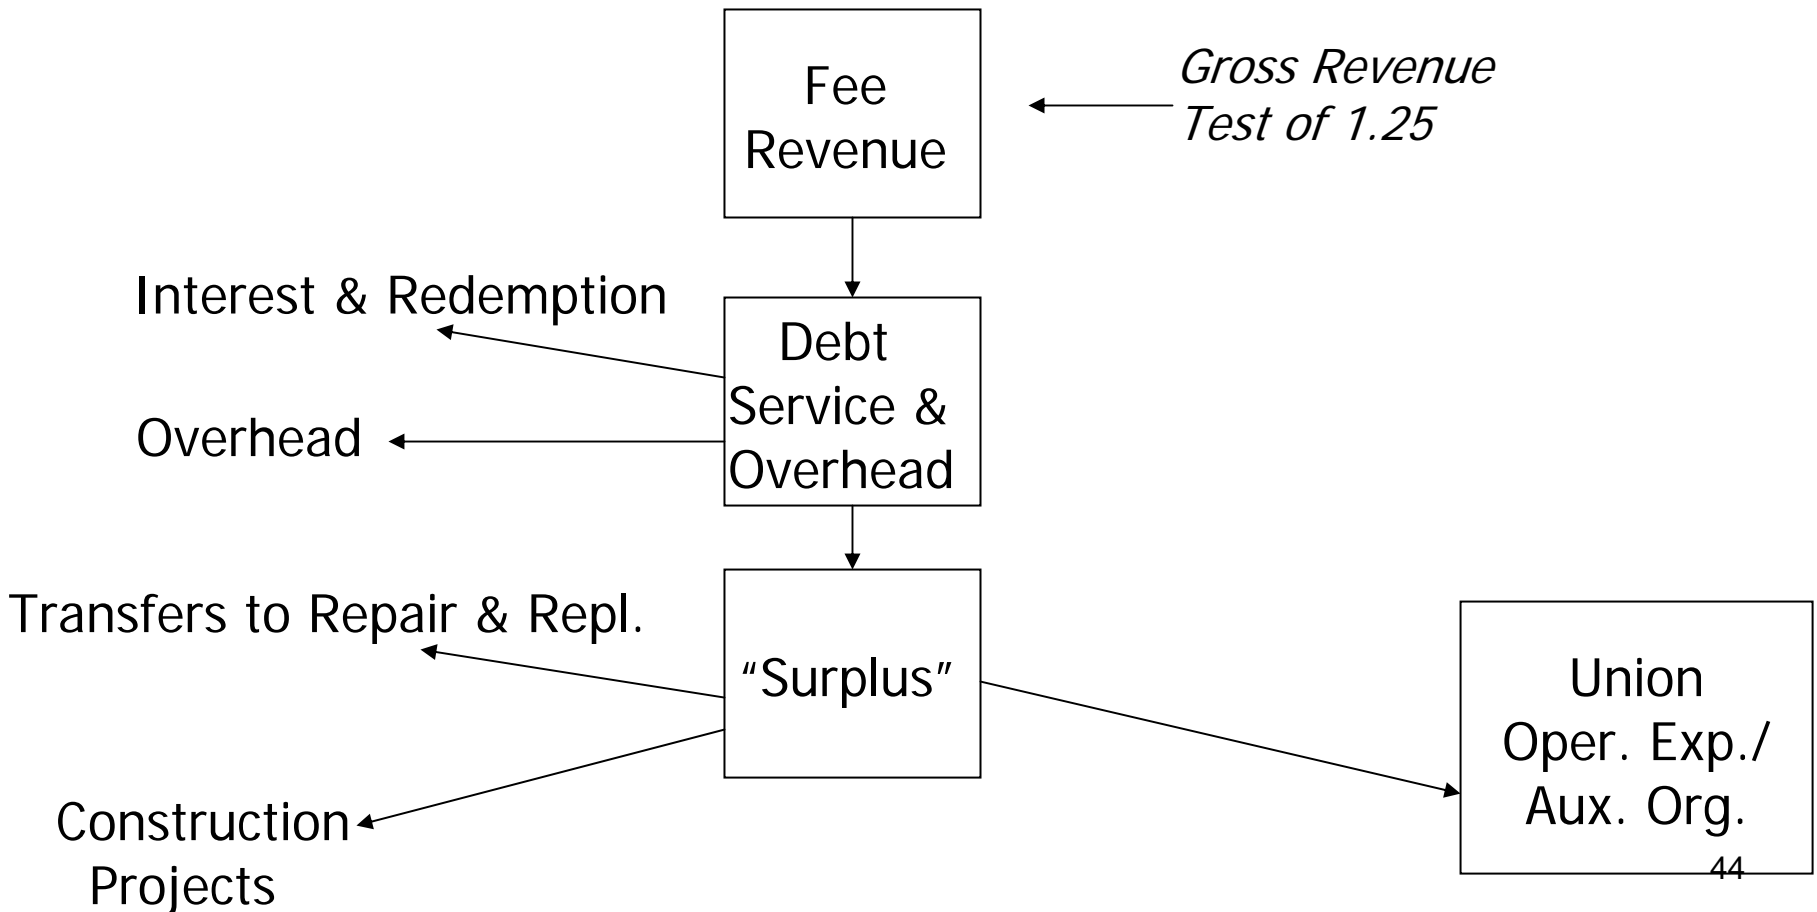 Fee
Revenue
Gross Revenue
Test of 1.25
Interest & Redemption
Overhead
Debt
Service &
Overhead
Transfers to Repair & Repl.
“Surplus”
Construction
Projects
Union
Oper. Exp./
Aux. Org.
44